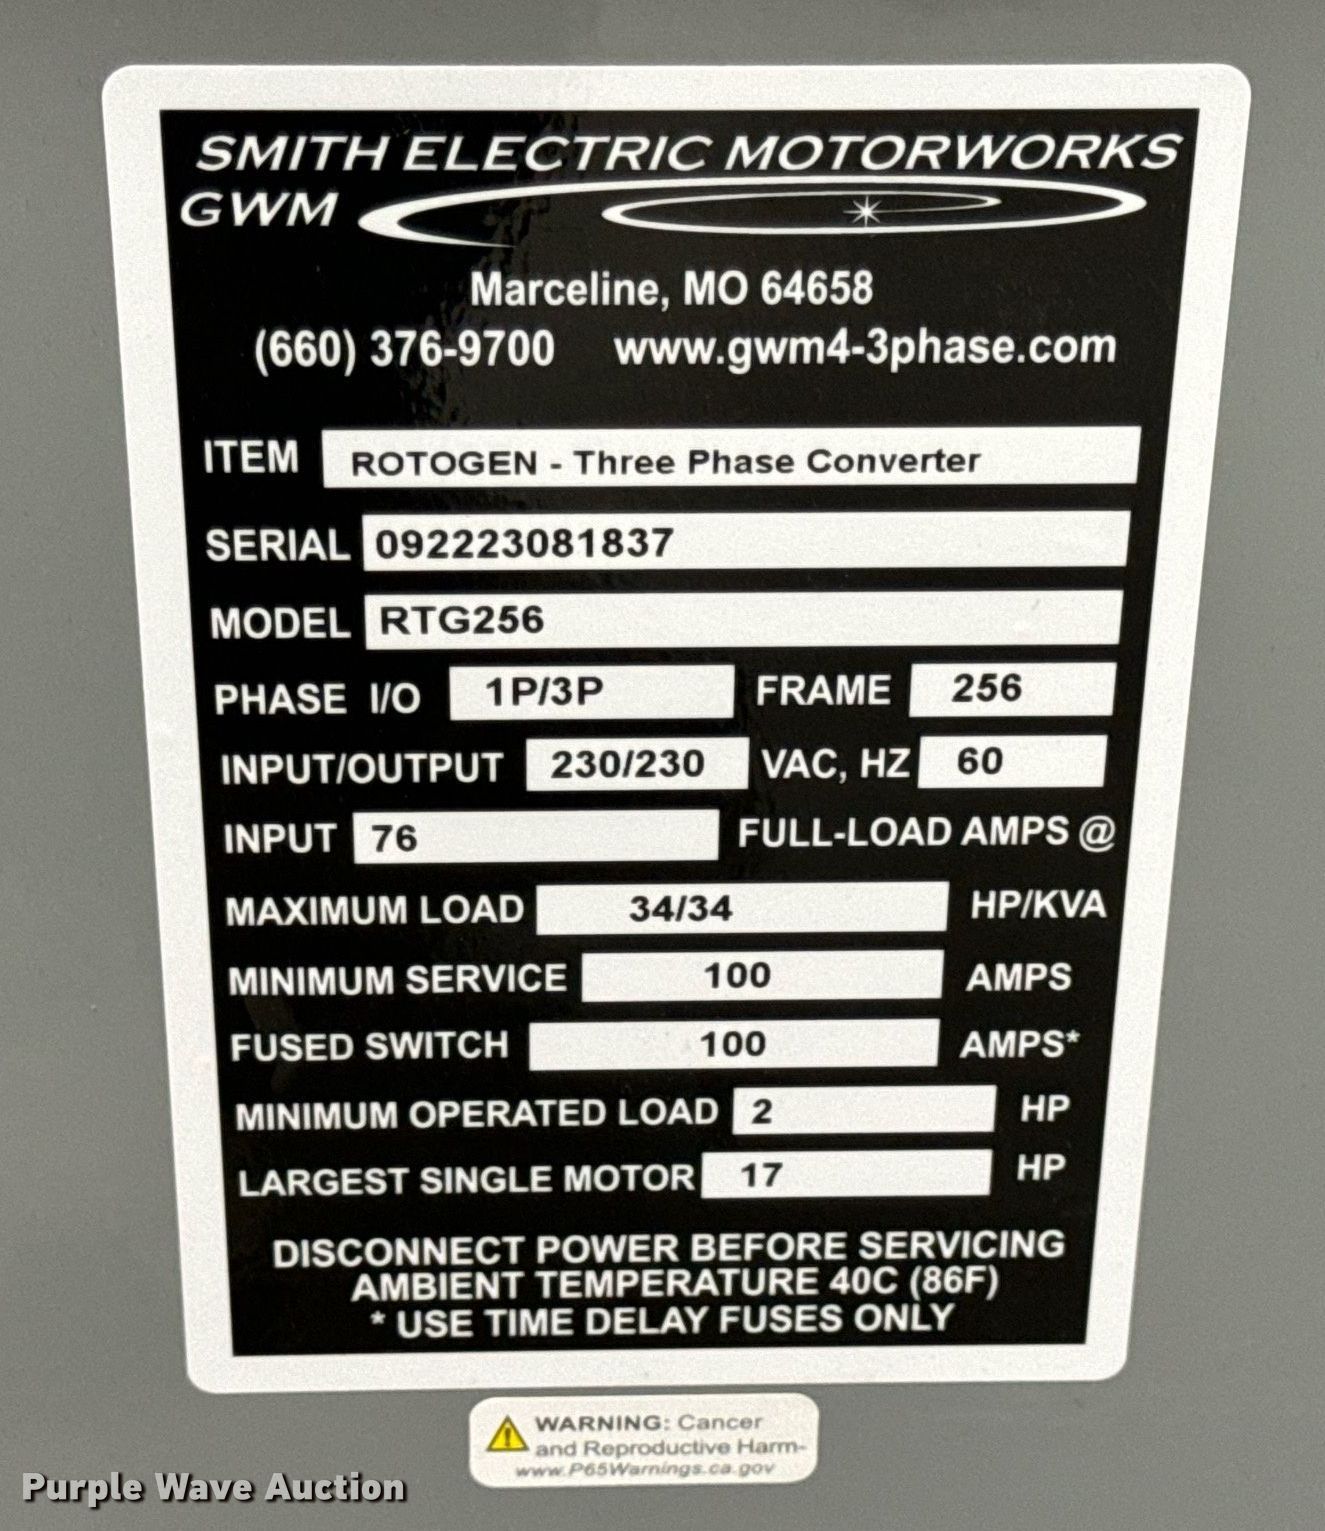 SMITH ELECTRIC MOTORWORKS
GWM
Marceline, MO 64658
(660) 376-9700 www.gwm4-3phase.com
ITEM ROTOGEN - Three Phase Converter
SERIAL 092223081837
MODEL RTG256
PHASE I/O 1P/3P FRAME 256
INPUT/OUTPUT 230/230 VAC, HZ 60
INPUT 76 FULL-LOAD AMPS @
MAXIMUM LOAD 34/34 HP/KVA
MINIMUM SERVICE 100 AMPS
FUSED SWITCH 100 AMPS*
MINIMUM OPERATED LOAD 2 HP
LARGEST SINGLE MOTOR 17 HP
DISCONNECT POWER BEFORE SERVICING
AMBIENT TEMPERATURE 40C (86F)
* USE TIME DELAY FUSES ONLY
WARNING: Cancer
and Reproductive Harm-
www.P65Warnings.ca.gov
Purple Wave Auction